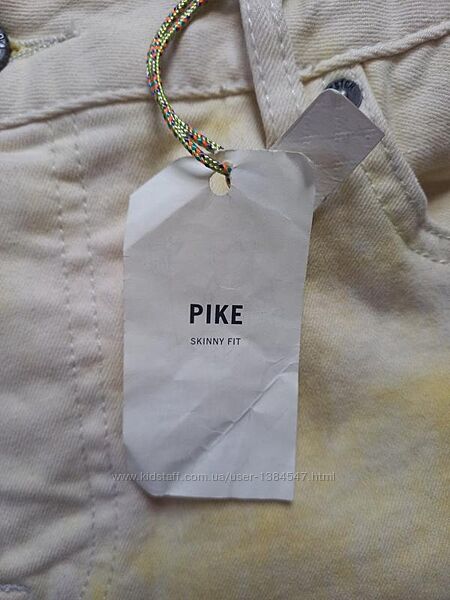 PIKE
SKINNY FIT
www.kidstaff.com.ua/user-1384547.html